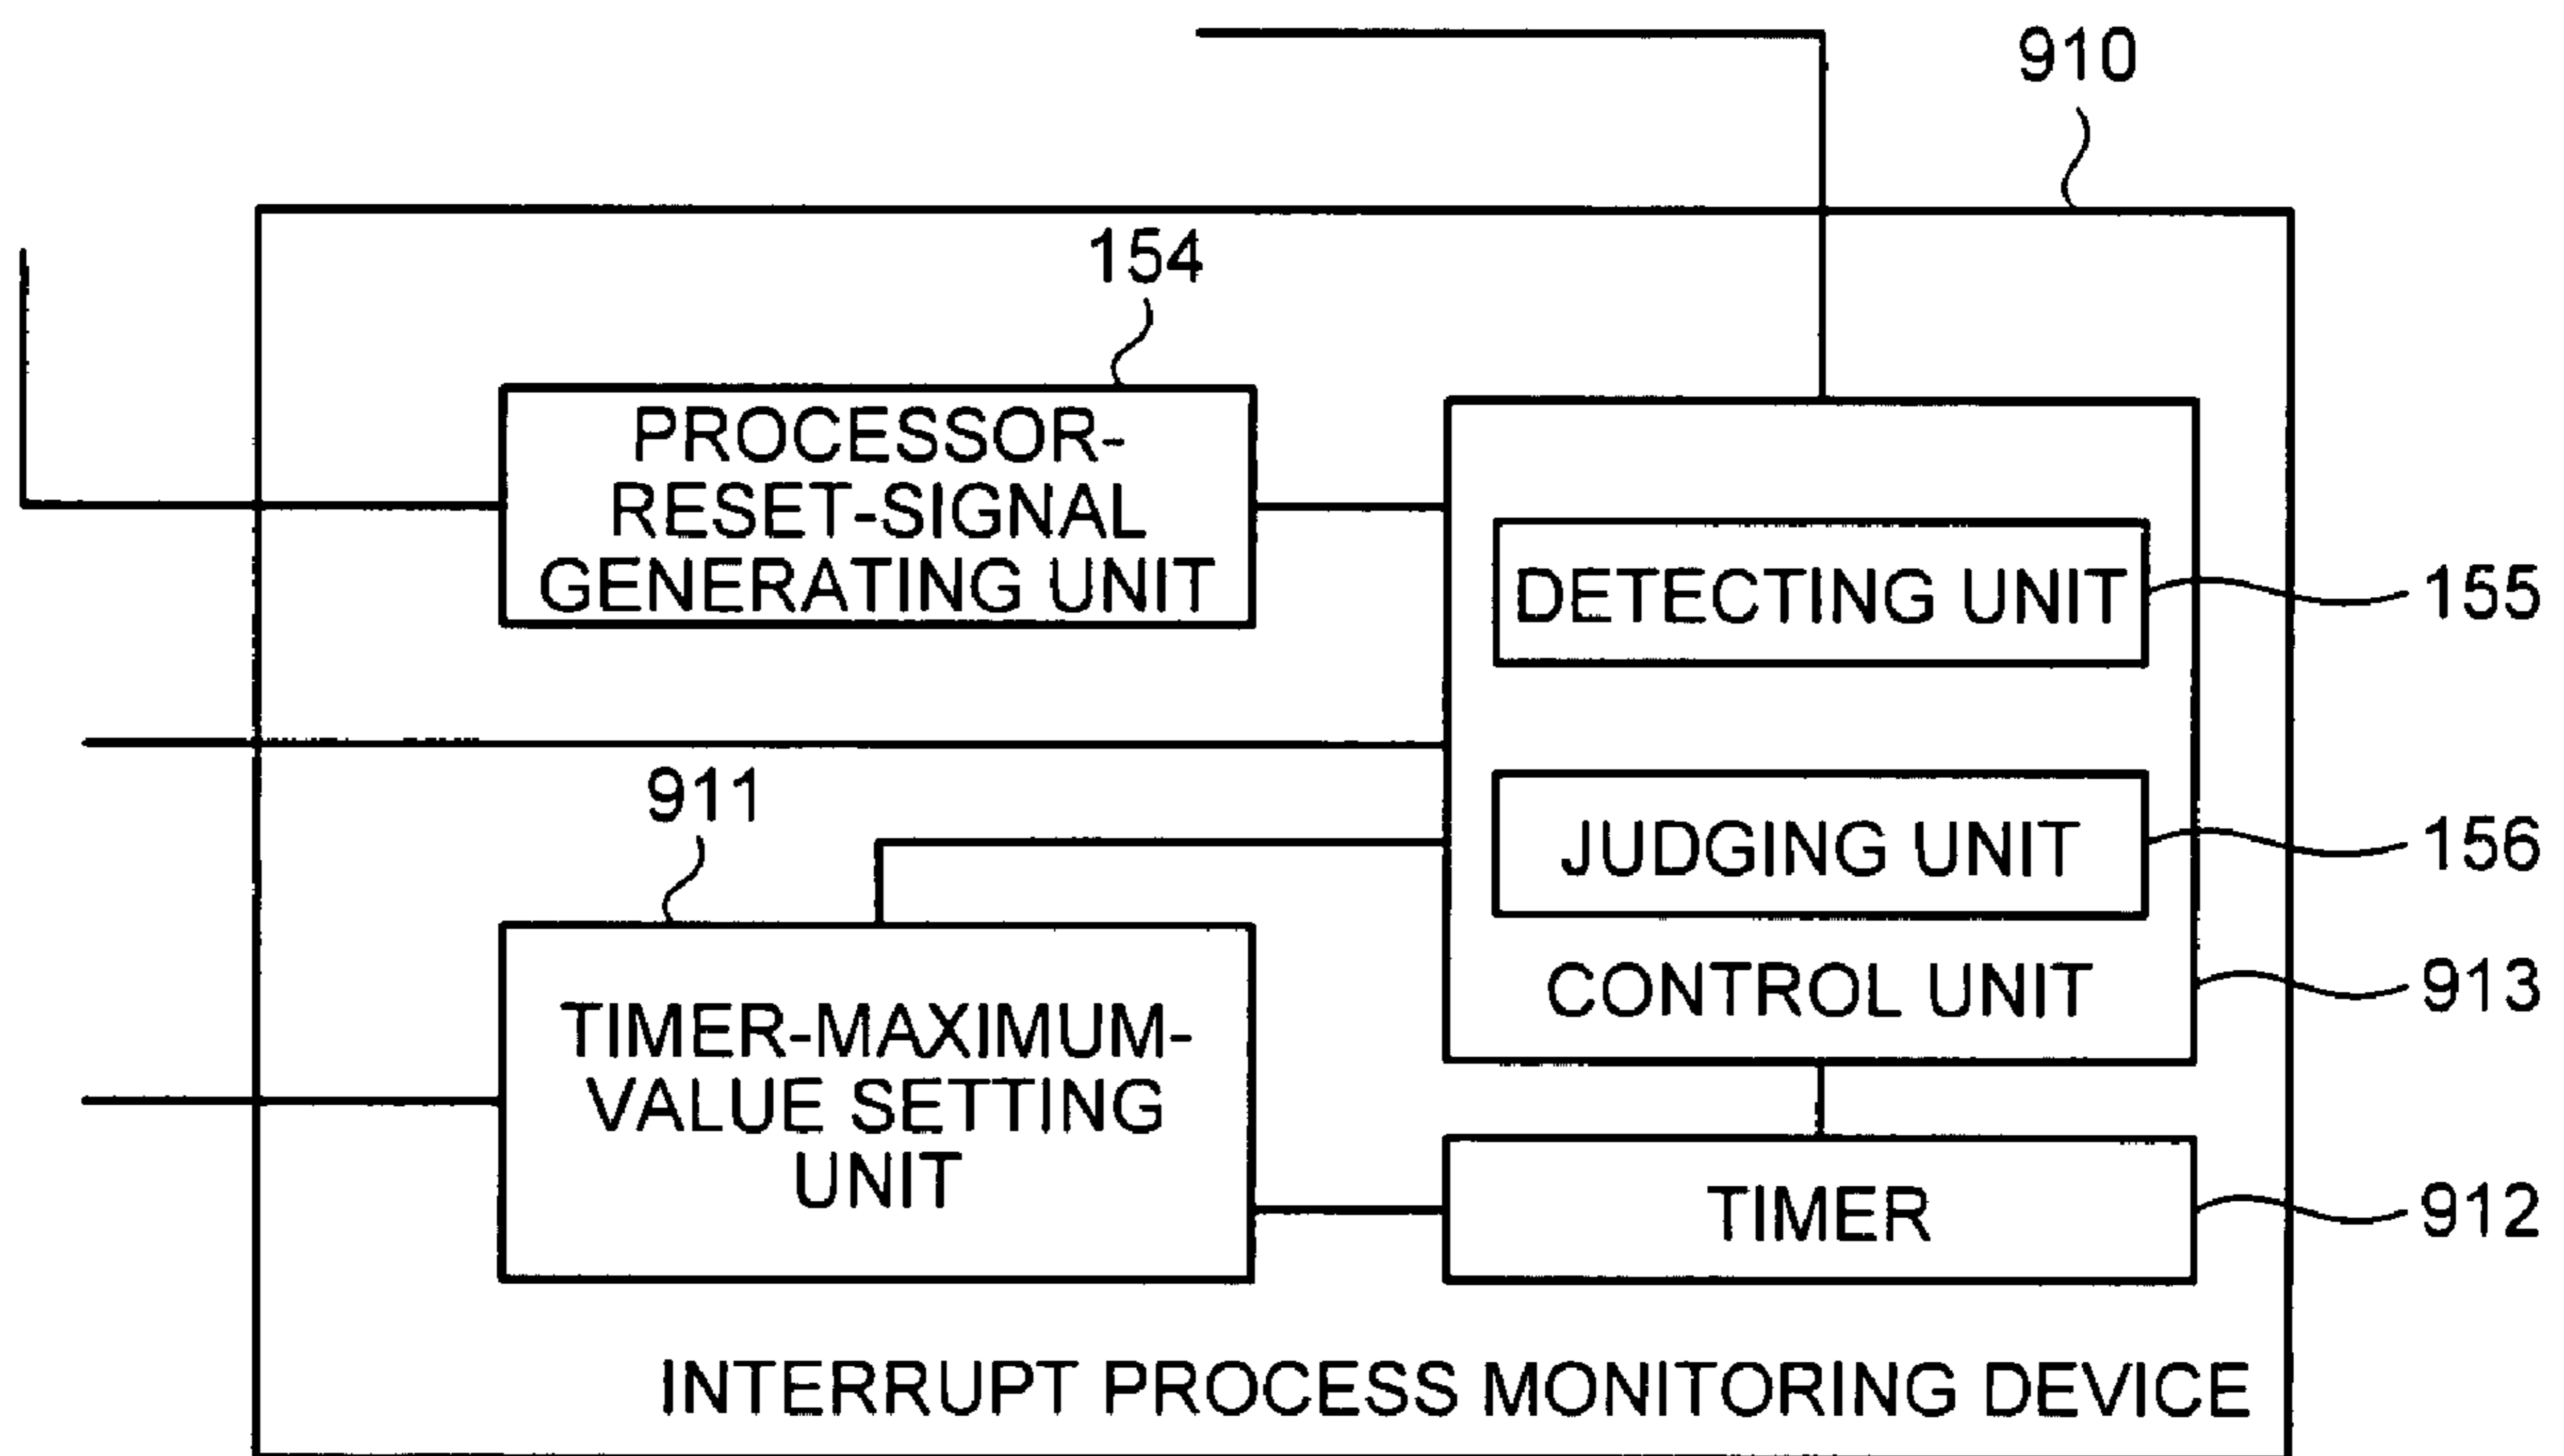 910
154
PROCESSOR-
RESET-SIGNAL
GENERATING UNIT
DETECTING UNIT
155
911
JUDGING UNIT
156
CONTROL UNIT
913
TIMER-MAXIMUM-
VALUE SETTING
UNIT
TIMER
912
INTERRUPT PROCESS MONITORING DEVICE